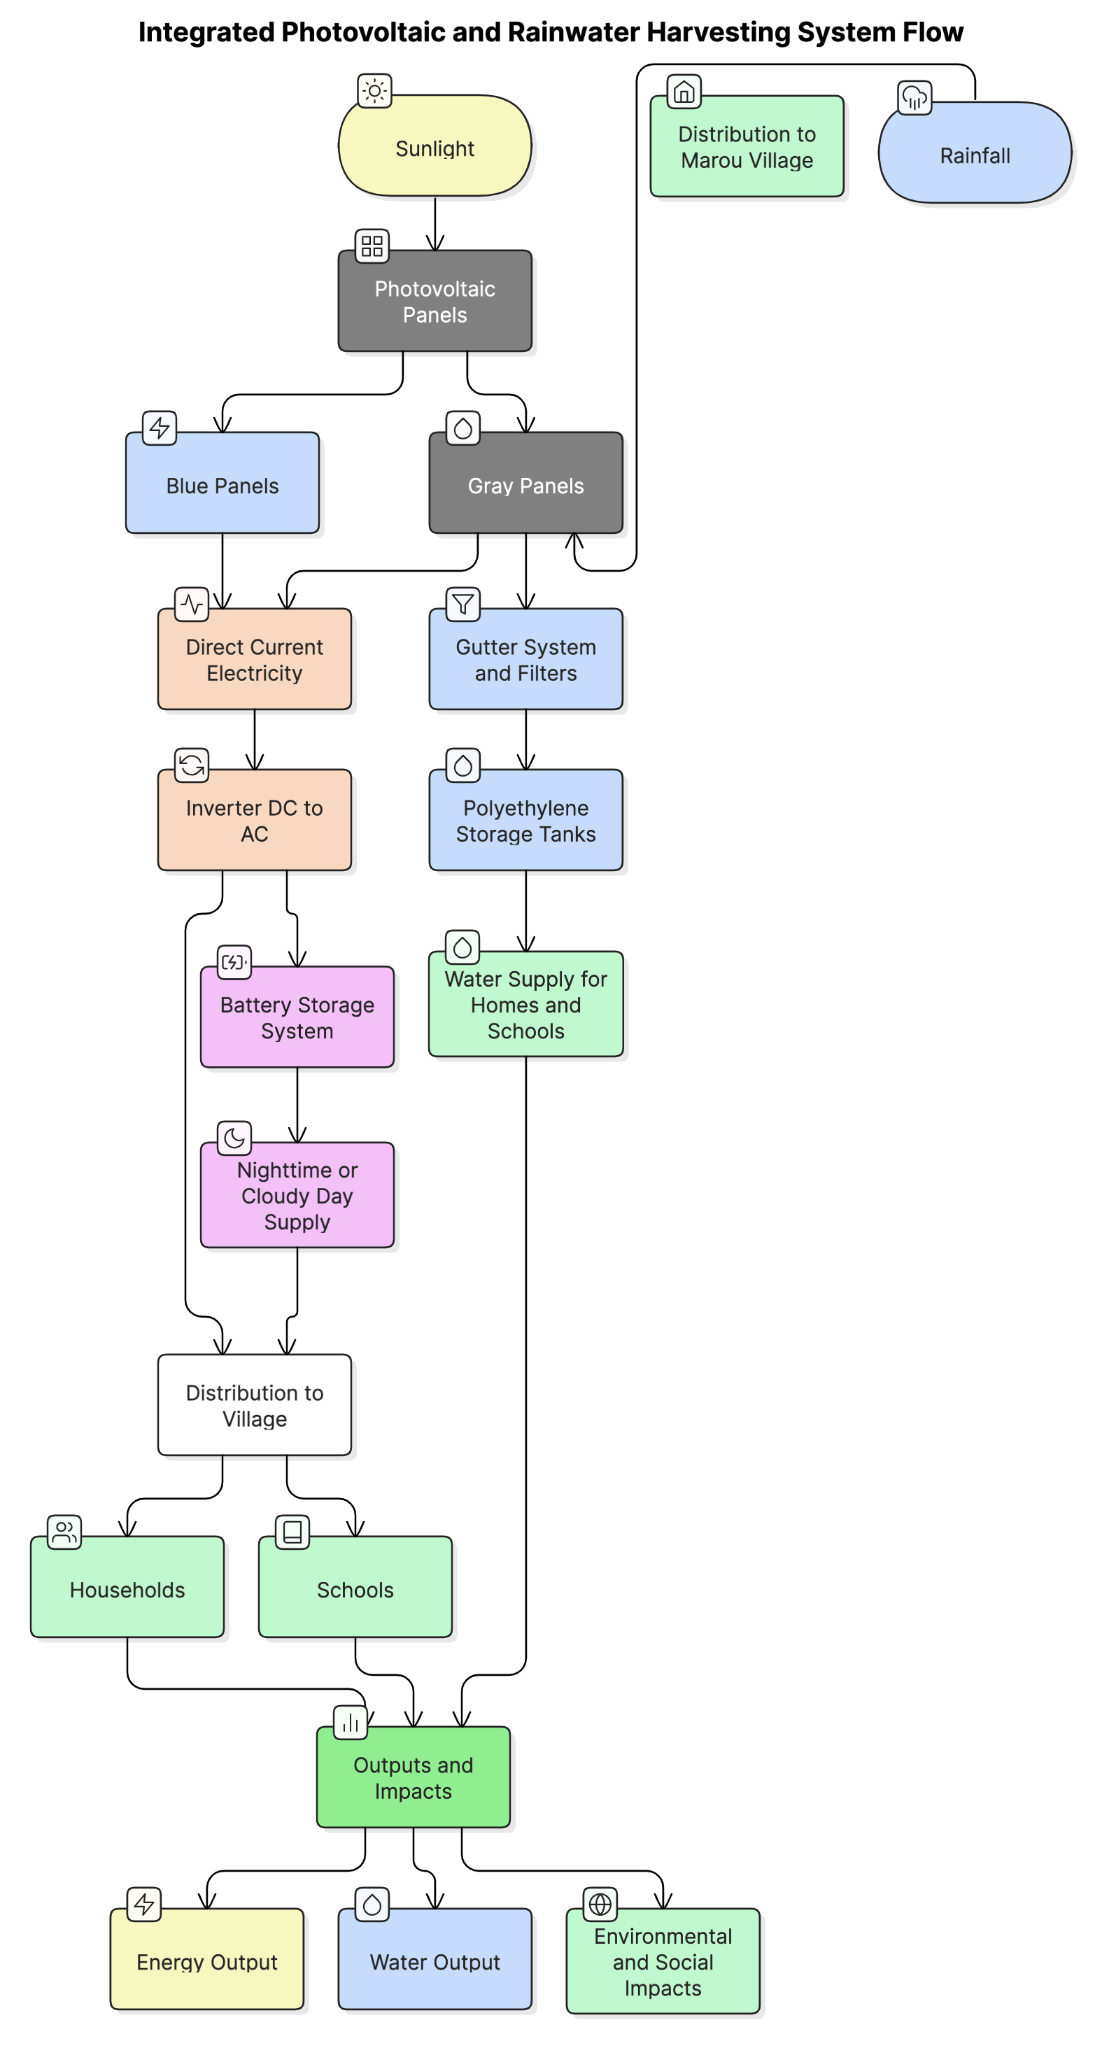 Integrated Photovoltaic and Rainwater Harvesting System Flow
Sunlight
Distribution to
Marou Village
Rainfall
Photovoltaic
Panels
Blue Panels
Gray Panels
Direct Current
Electricity
Gutter System
and Filters
Inverter DC to
AC
Polyethylene
Storage Tanks
Battery Storage
System
Water Supply for
Homes and
Schools
Nighttime or
Cloudy Day
Supply
Distribution to
Village
Households
Schools
Outputs and
Impacts
Energy Output
Water Output
Environmental
and Social
Impacts